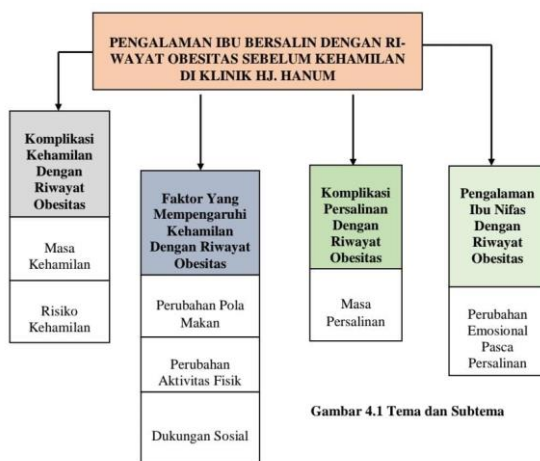 PENGALAMAN IBU BERSALIN DENGAN RI-
WAYAT OBESITAS SEBELUM KEHAMILAN
DI KLINIK HJ. HANUM
Komplikasi
Kehamilan
Dengan
Riwayat
Obesitas
Masa
Kehamilan
Risiko
Kehamilan
Faktor Yang
Mempengaruhi
Kehamilan
Dengan Riwayat
Obesitas
Perubahan Pola
Makan
Perubahan
Aktivitas Fisik
Dukungan Sosial
Komplikasi
Persalinan
Dengan
Riwayat
Obesitas
Masa
Persalinan
Pengalaman
Ibu Nifas
Dengan
Riwayat
Obesitas
Perubahan
Emosional
Pasca
Persalinan
Gambar 4.1 Tema dan Subtema